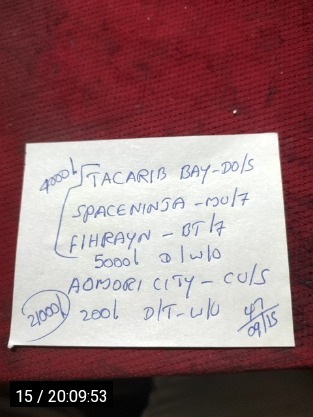 4000/ TACARIB BAY-DO/S
SPACENINJA - MU/7
FIHRAYN - BT/7
5000/ D/W/O
AOMORI CITY - CU/S
21000/ 200/ D/T-W/O
47
09/15
15 / 20:09:53